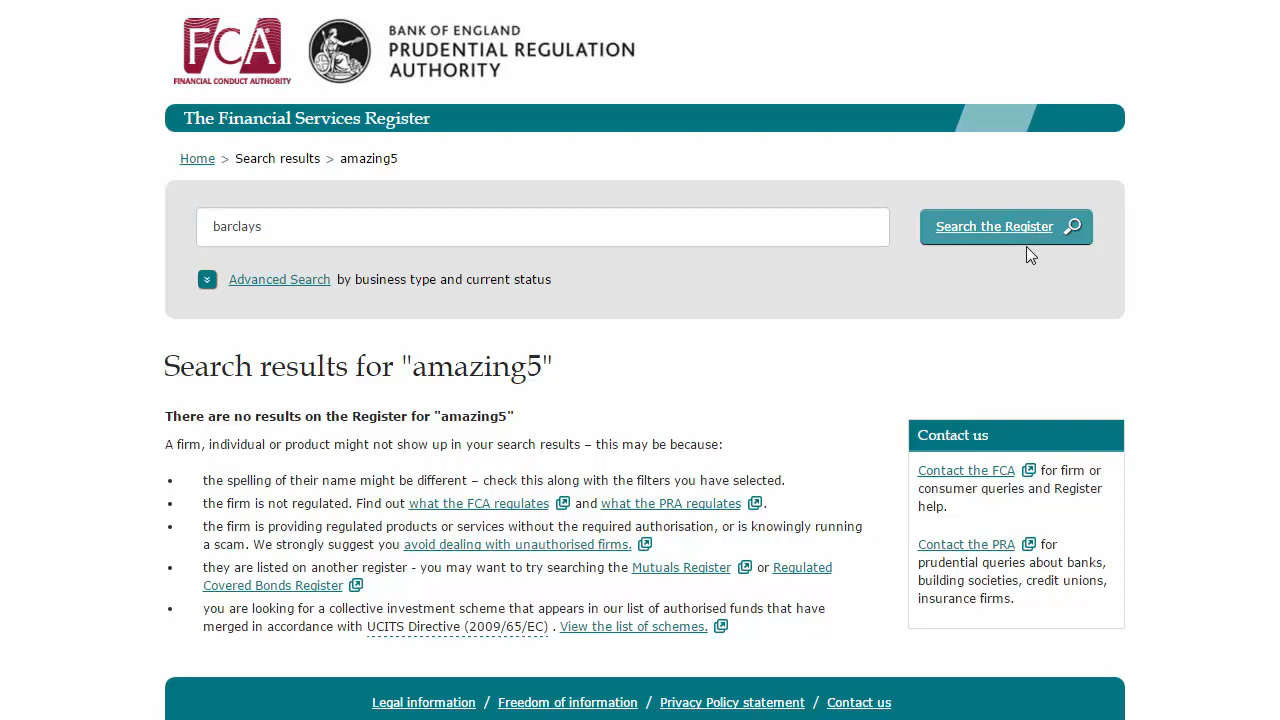 FCA
FINANCIAL CONDUCT AUTHORITY
BANK OF ENGLAND
PRUDENTIAL REGULATION
AUTHORITY
The Financial Services Register
Home > Search results > amazing5
barclays
Search the Register
Advanced Search by business type and current status
Search results for "amazing5"
There are no results on the Register for "amazing5"
A firm, individual or product might not show up in your search results – this may be because:
• the spelling of their name might be different – check this along with the filters you have selected.
• the firm is not regulated. Find out what the FCA regulates and what the PRA regulates .
• the firm is providing regulated products or services without the required authorisation, or is knowingly running
a scam. We strongly suggest you avoid dealing with unauthorised firms.
• they are listed on another register - you may want to try searching the Mutuals Register or Regulated
Covered Bonds Register
• you are looking for a collective investment scheme that appears in our list of authorised funds that have
merged in accordance with UCITS Directive (2009/65/EC) . View the list of schemes.
Contact us
Contact the FCA for firm or
consumer queries and Register
help.
Contact the PRA for
prudential queries about banks,
building societies, credit unions,
insurance firms.
Legal information / Freedom of information / Privacy Policy statement / Contact us